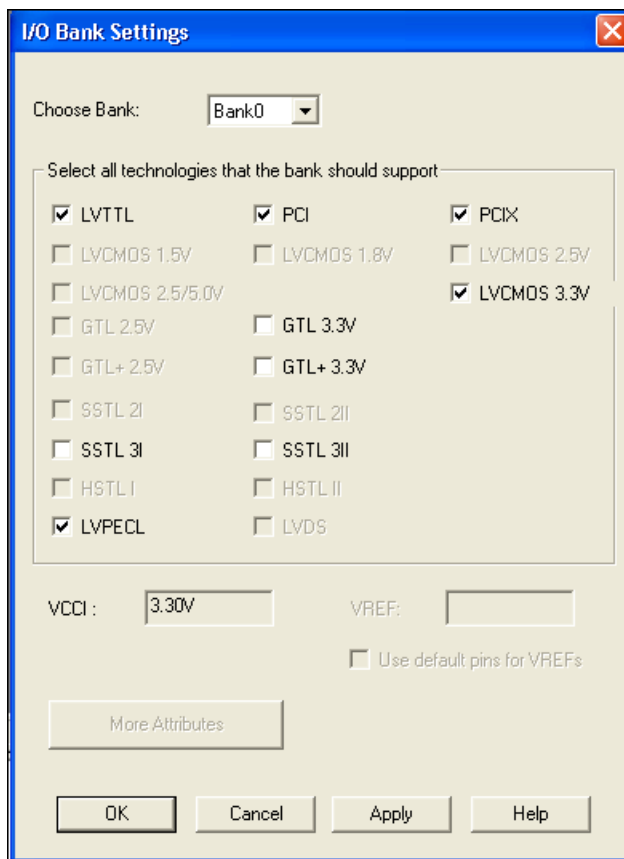 I/O Bank Settings
Choose Bank: Bank0
Select all technologies that the bank should support
LVTTL PCI PCIX
LVCMOS 1.5V LVCMOS 1.8V LVCMOS 2.5V
LVCMOS 2.5/5.0V LVCMOS 3.3V
GTL 2.5V GTL 3.3V
GTL+ 2.5V GTL+ 3.3V
SSTL 2I SSTL 2II
SSTL 3I SSTL 3II
HSTL I HSTL II
LVPECL LVDS
VCCI : 3.30V VREF:
Use default pins for VREFs
More Attributes
OK Cancel Apply Help